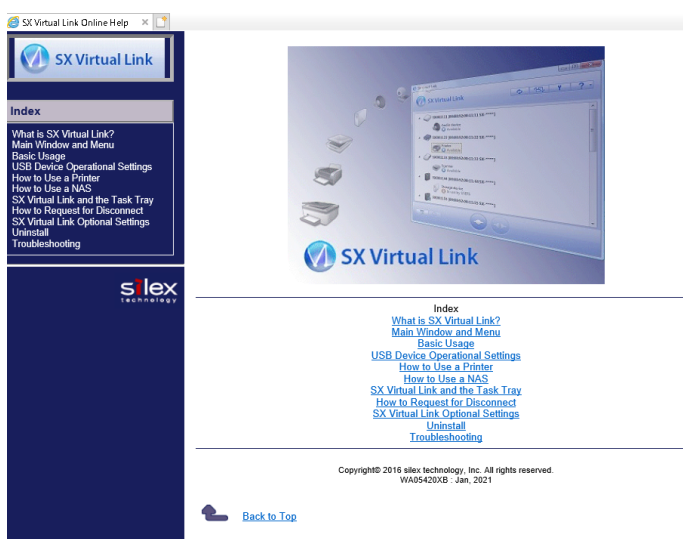 SX Virtual Link Online Help
SX Virtual Link
Index
What is SX Virtual Link?
Main Window and Menu
Basic Usage
USB Device Operational Settings
How to Use a Printer
How to Use a NAS
SX Virtual Link and the Task Tray
How to Request for Disconnect
SX Virtual Link Optional Settings
Uninstall
Troubleshooting
silex
technology
SX Virtual Link
SX Virtual Link
Index
What is SX Virtual Link?
Main Window and Menu
Basic Usage
USB Device Operational Settings
How to Use a Printer
How to Use a NAS
SX Virtual Link and the Task Tray
How to Request for Disconnect
SX Virtual Link Optional Settings
Uninstall
Troubleshooting
Copyright© 2016 silex technology, Inc. All rights reserved.
WA05420XB : Jan, 2021
Back to Top